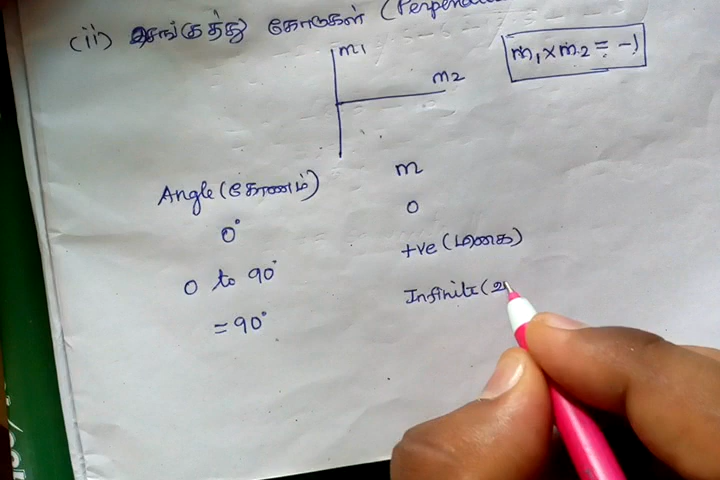 (ii) செங்குத்து கோடுகள் (Perpendic
m1
m2
m1 x m2 = -1
Angle (கோணம்) m
0° 0
0 to 90° +ve (மிகை)
= 90° Infinite (வ